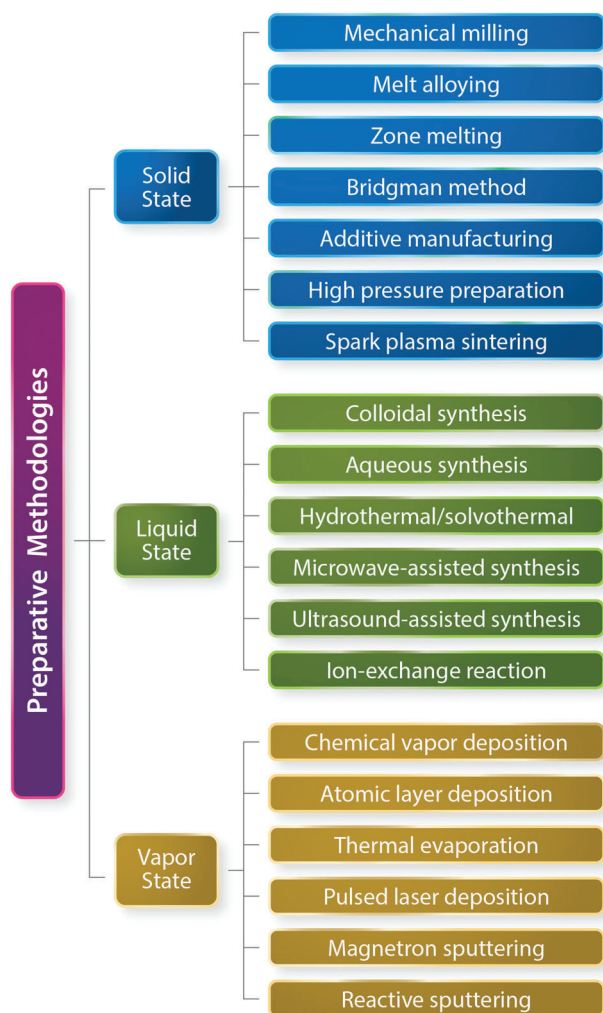 Preparative Methodologies
Solid
State
Mechanical milling
Melt alloying
Zone melting
Bridgman method
Additive manufacturing
High pressure preparation
Spark plasma sintering
Liquid
State
Colloidal synthesis
Aqueous synthesis
Hydrothermal/solvothermal
Microwave-assisted synthesis
Ultrasound-assisted synthesis
Ion-exchange reaction
Vapor
State
Chemical vapor deposition
Atomic layer deposition
Thermal evaporation
Pulsed laser deposition
Magnetron sputtering
Reactive sputtering